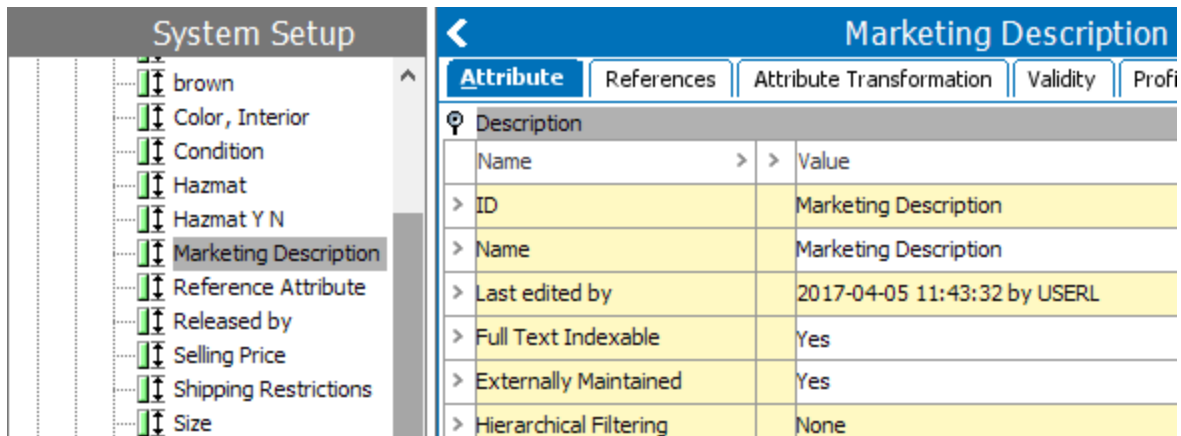 System Setup
brown
Color, Interior
Condition
Hazmat
Hazmat Y N
Marketing Description
Reference Attribute
Released by
Selling Price
Shipping Restrictions
Size
Marketing Description
Attribute References Attribute Transformation Validity Profi
Description
Name > > Value
> ID Marketing Description
> Name Marketing Description
> Last edited by 2017-04-05 11:43:32 by USERL
> Full Text Indexable Yes
> Externally Maintained Yes
> Hierarchical Filtering None